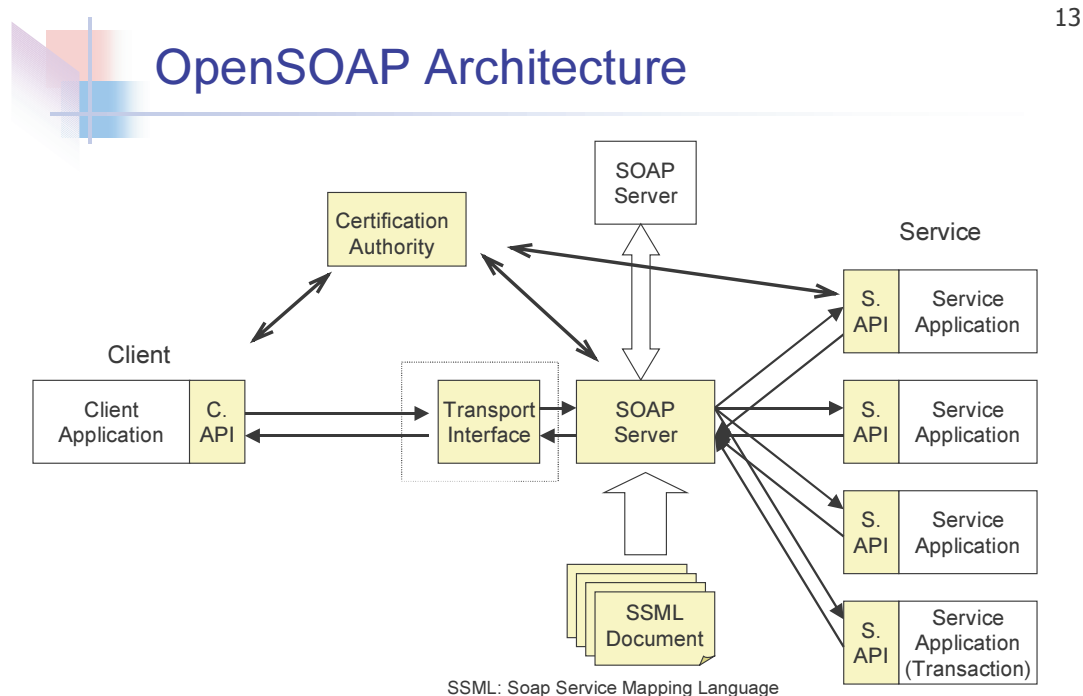 13
OpenSOAP Architecture
SOAP
Server
Certification
Authority
Service
S.
API
Service
Application
Client
Client
Application
C.
API
Transport
Interface
SOAP
Server
S.
API
Service
Application
S.
API
Service
Application
SSML
Document
S.
API
Service
Application
(Transaction)
SSML: Soap Service Mapping Language